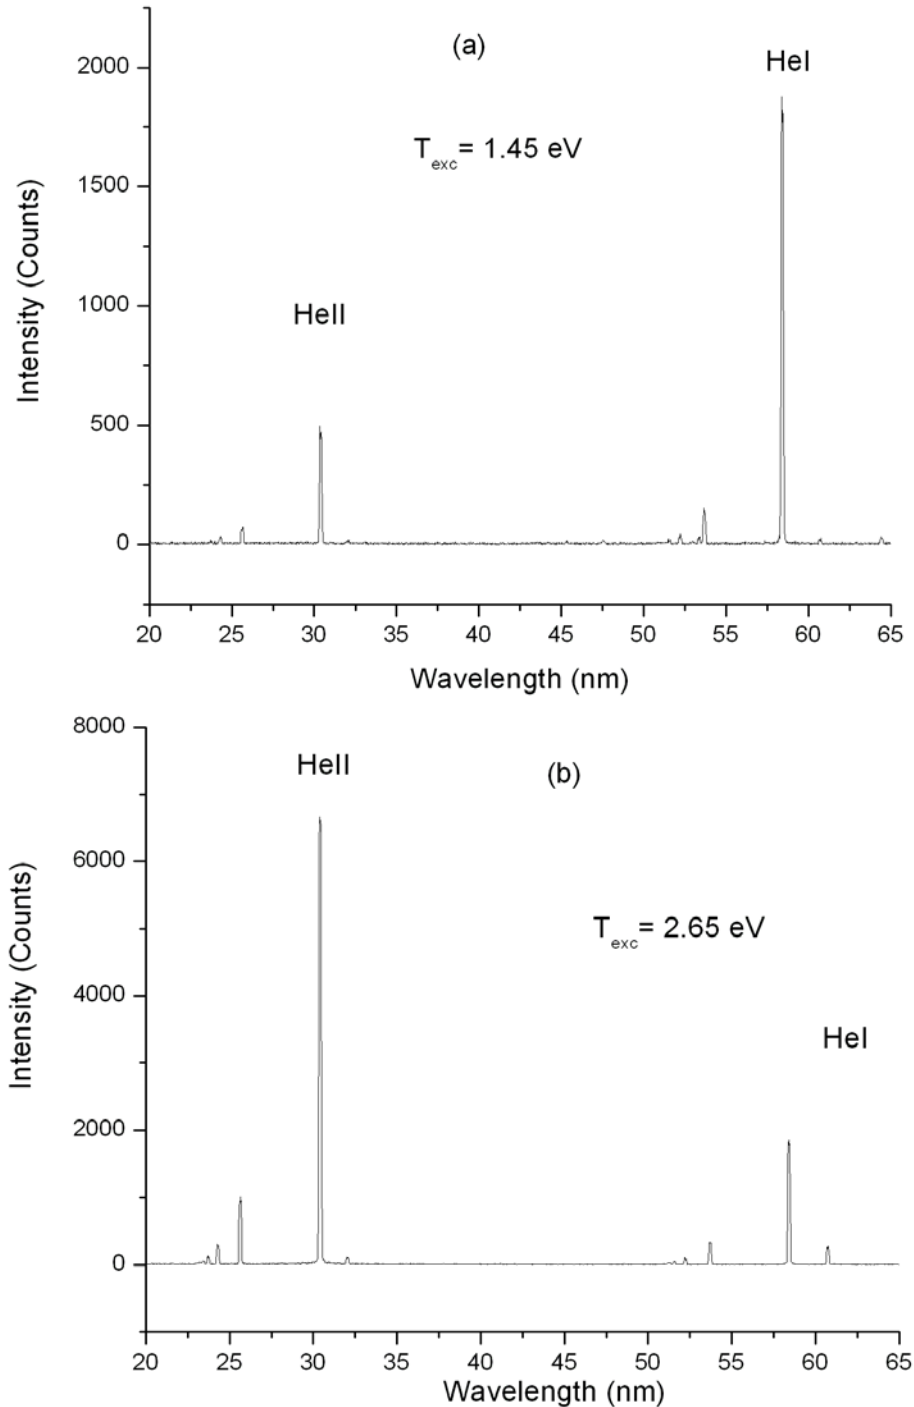 (a)
HeI
T_exc = 1.45 eV
HeII
Intensity (Counts)
2000
1500
1000
500
0
20 25 30 35 40 45 50 55 60 65
Wavelength (nm)
8000
HeII
(b)
6000
T_exc = 2.65 eV
HeI
Intensity (Counts)
4000
2000
0
20 25 30 35 40 45 50 55 60 65
Wavelength (nm)